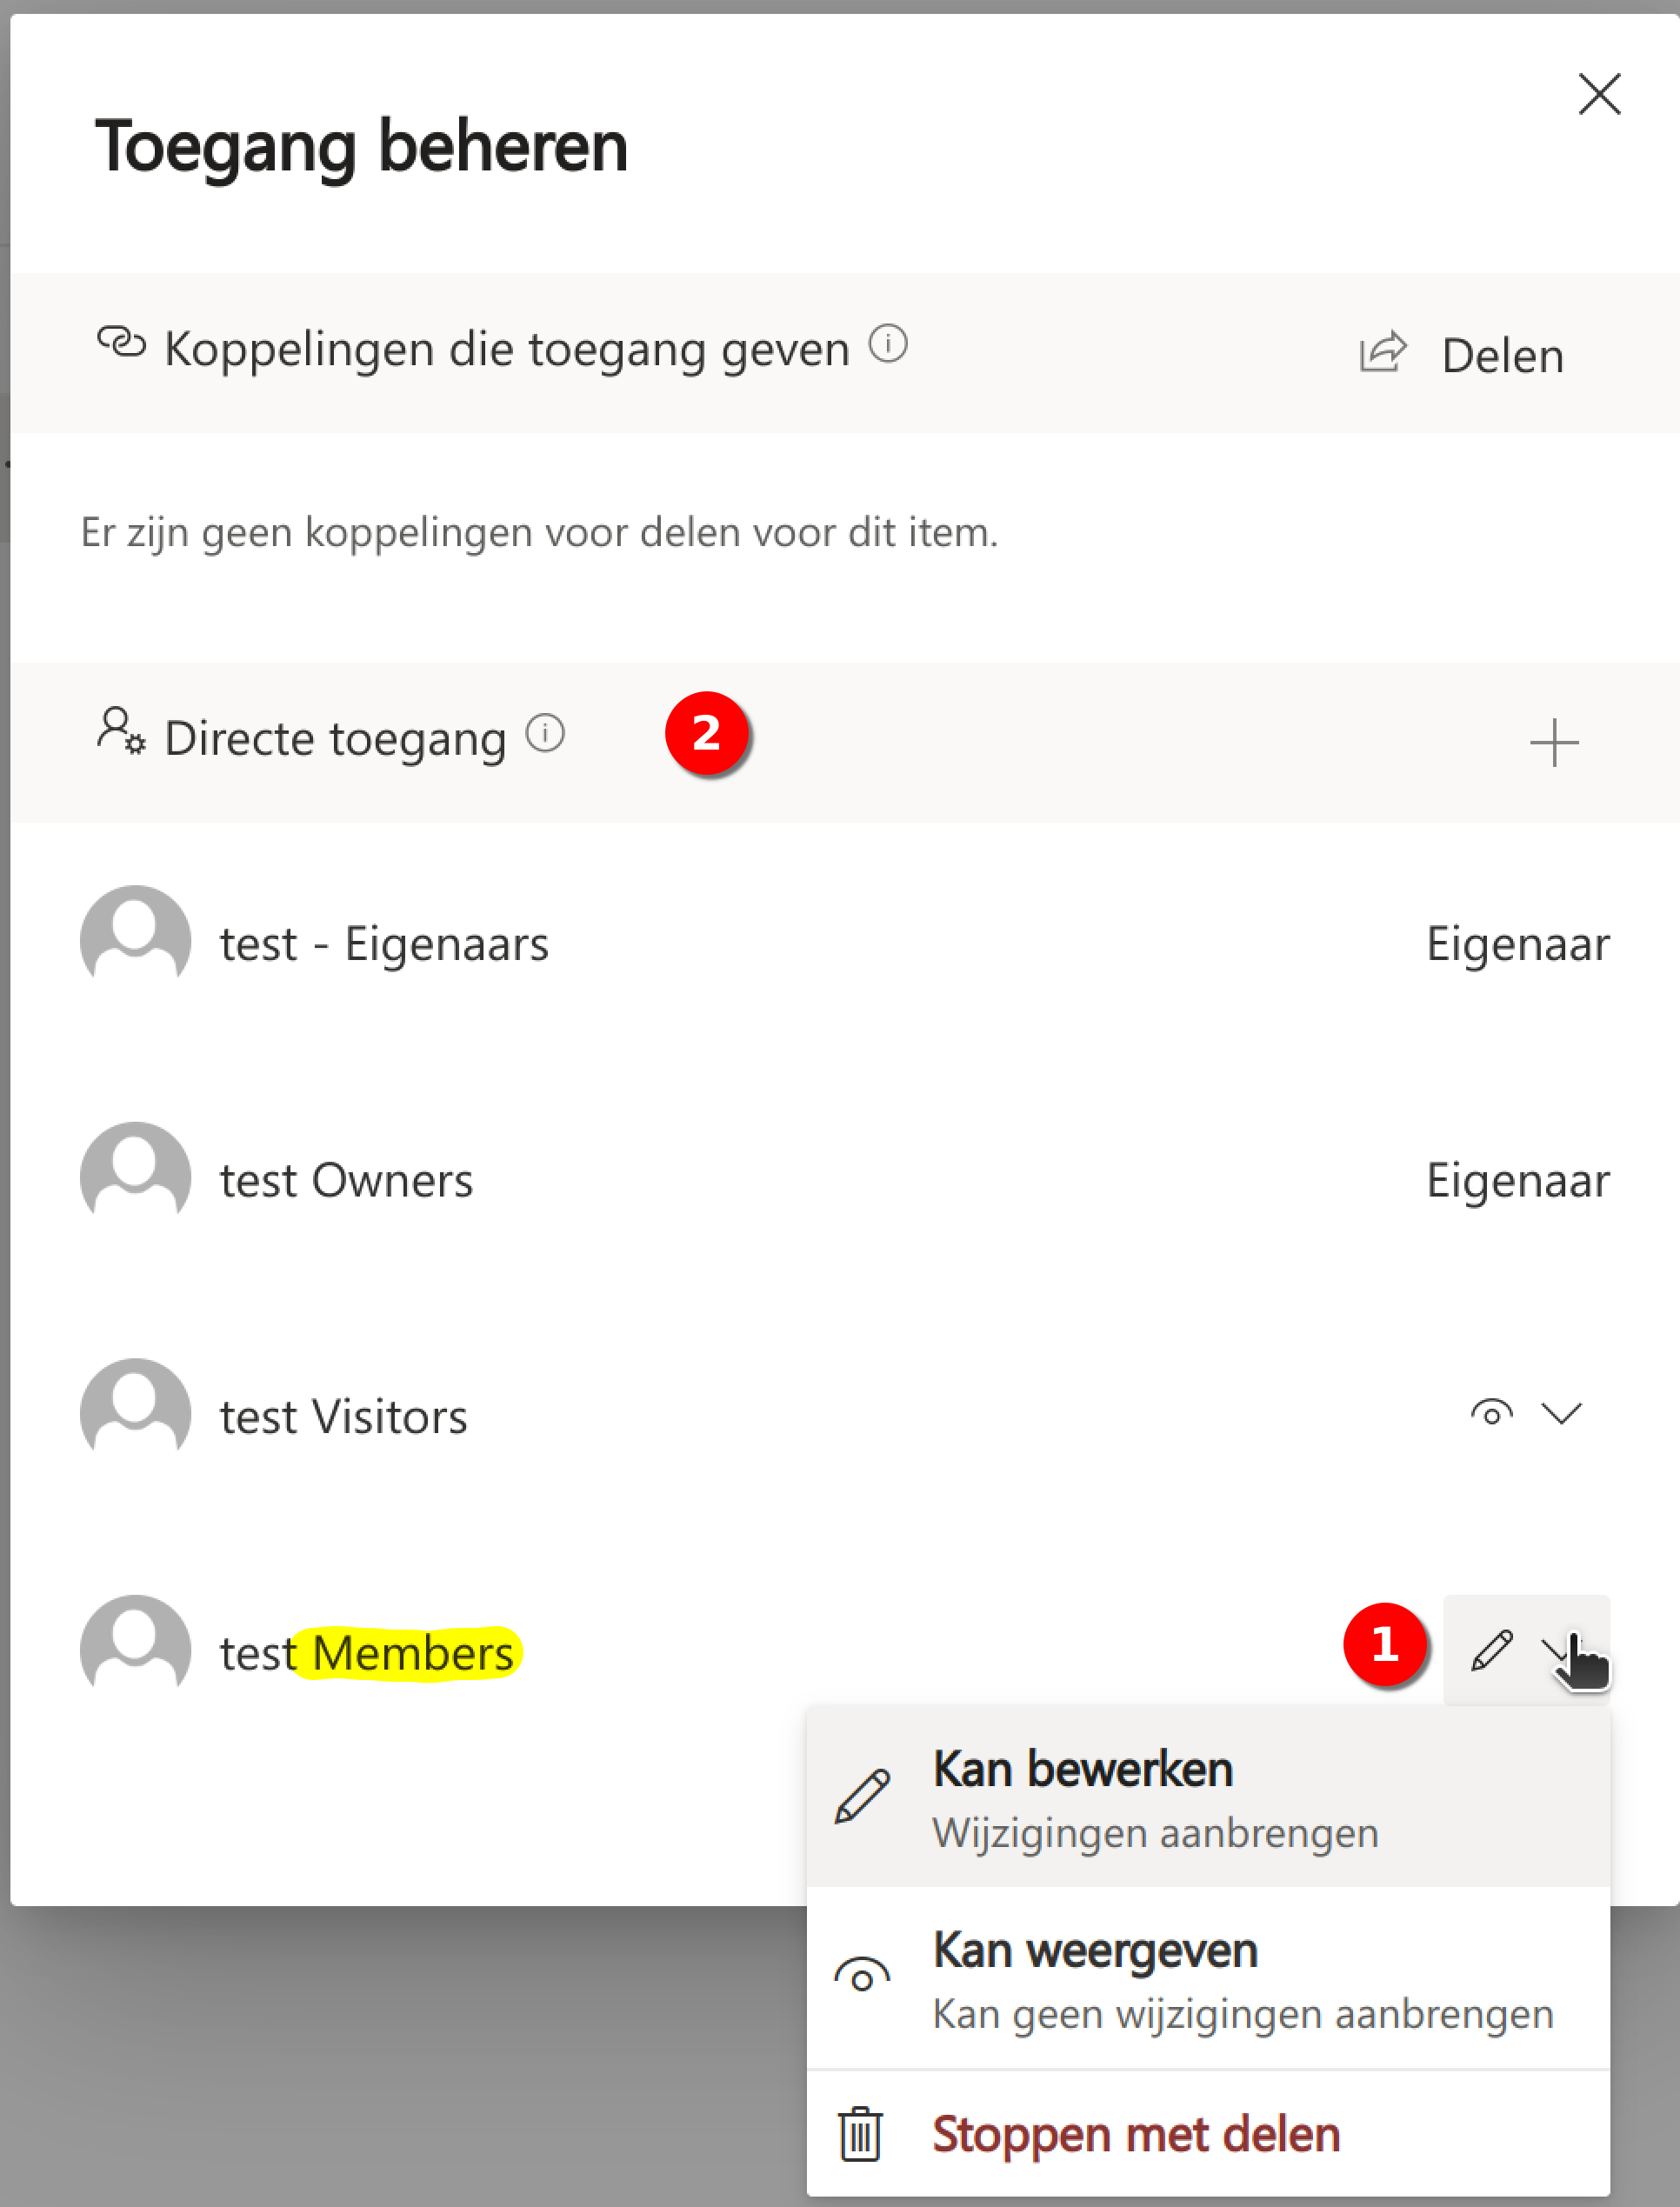 Toegang beheren
Koppelingen die toegang geven
Delen
Er zijn geen koppelingen voor delen voor dit item.
Directe toegang
2
test - Eigenaars
Eigenaar
test Owners
Eigenaar
test Visitors
test Members
1
Kan bewerken
Wijzigingen aanbrengen
Kan weergeven
Kan geen wijzigingen aanbrengen
Stoppen met delen